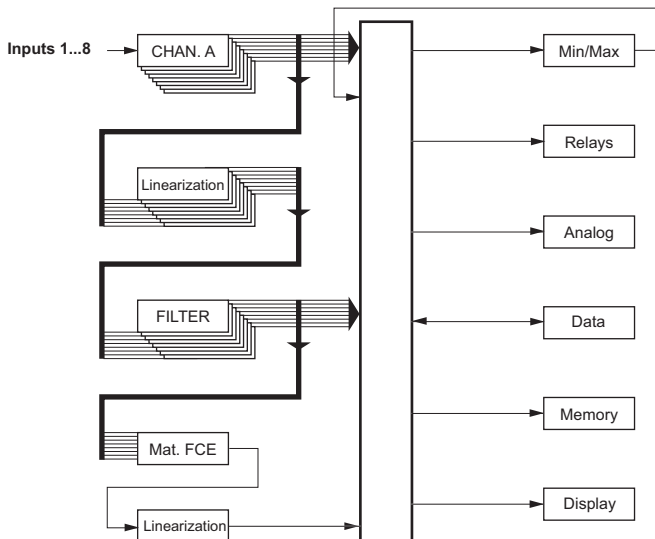 Inputs 1...8
CHAN. A
Min/Max
Relays
Linearization
Analog
FILTER
Data
Memory
Mat. FCE
Display
Linearization